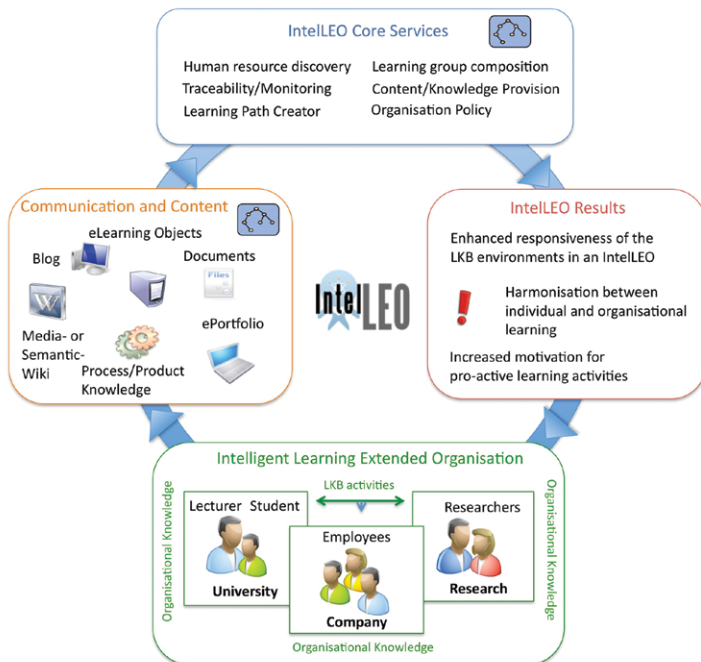 IntelLEO Core Services
Human resource discovery
Traceability/Monitoring
Learning Path Creator
Learning group composition
Content/Knowledge Provision
Organisation Policy
Communication and Content
eLearning Objects
Blog
Documents
Files
W
Media- or
Semantic-
Wiki
Process/Product
Knowledge
ePortfolio
IntelLEO
IntelLEO Results
Enhanced responsiveness of the
LKB environments in an IntelLEO
Harmonisation between
individual and organisational
learning
Increased motivation for
pro-active learning activities
Intelligent Learning Extended Organisation
LKB activities
Organisational Knowledge
Lecturer Student
University
Employees
Company
Researchers
Research
Organisational Knowledge
Organisational Knowledge